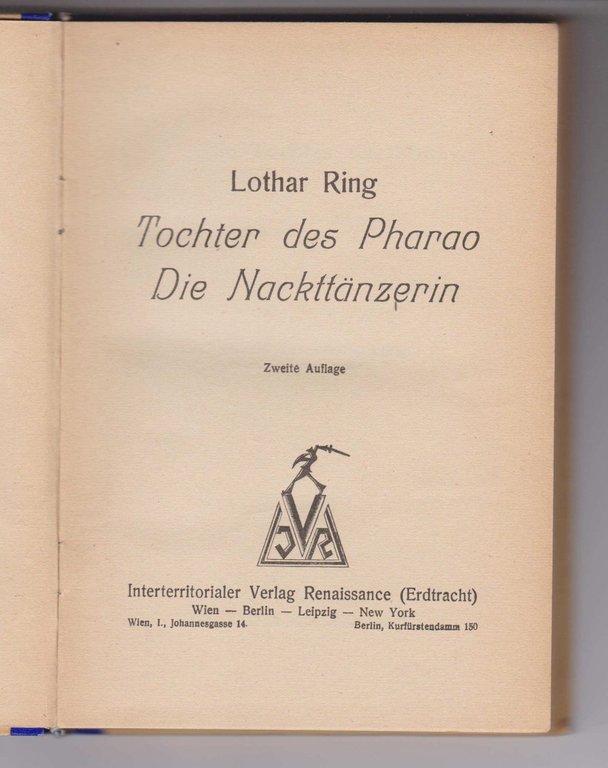 Lothar Ring
Tochter des Pharao
Die Nackttänzerin
Zweite Auflage
JVR
Interterritorialer Verlag Renaissance (Erdtracht)
Wien — Berlin — Leipzig — New York
Wien, I., Johannesgasse 14. Berlin, Kurfürstendamm 150